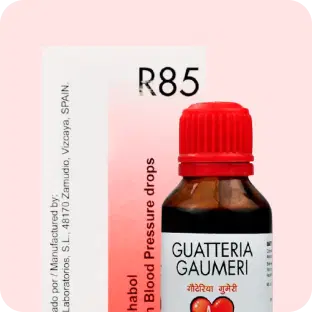 R85
ado por / Manufactured by:
Laboratorios, S.L., 48170 Zamudio, Vizcaya, SPAIN.
habol
Blood Pressure drops
GUATTERIA
GAUMERI
गौटेरिया गुमेरी